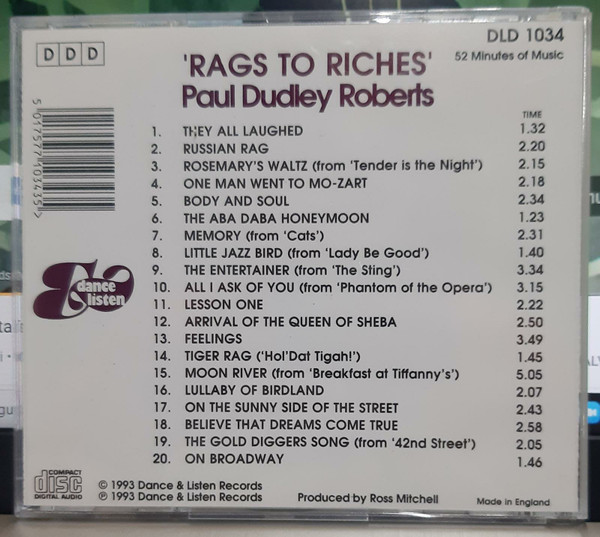 DDD
DLD 1034
52 Minutes of Music
'RAGS TO RICHES'
Paul Dudley Roberts
TIME
1. THEY ALL LAUGHED 1.32
2. RUSSIAN RAG 2.20
3. ROSEMARY'S WALTZ (from 'Tender is the Night') 2.15
4. ONE MAN WENT TO MO-ZART 2.18
5. BODY AND SOUL 2.34
6. THE ABA DABA HONEYMOON 1.23
7. MEMORY (from 'Cats') 2.31
8. LITTLE JAZZ BIRD (from 'Lady Be Good') 1.40
9. THE ENTERTAINER (from 'The Sting') 3.34
10. ALL I ASK OF YOU (from 'Phantom of the Opera') 3.15
11. LESSON ONE 2.22
12. ARRIVAL OF THE QUEEN OF SHEBA 2.50
13. FEELINGS 3.49
14. TIGER RAG ('Hol'Dat Tigah!') 1.45
15. MOON RIVER (from 'Breakfast at Tiffanny's') 5.05
16. LULLABY OF BIRDLAND 2.07
17. ON THE SUNNY SIDE OF THE STREET 2.43
18. BELIEVE THAT DREAMS COME TRUE 2.58
19. THE GOLD DIGGERS SONG (from '42nd Street') 2.05
20. ON BROADWAY 1.46
5 017577 103435 >
dance
& listen
COMPACT
disc
DIGITAL AUDIO
© 1993 Dance & Listen Records
℗ 1993 Dance & Listen Records
Produced by Ross Mitchell
Made in England